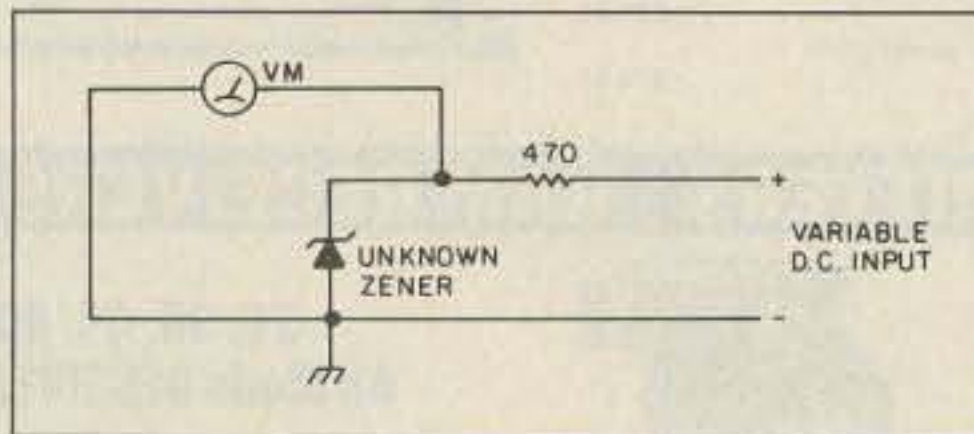 VM
470
+
VARIABLE
D.C. INPUT
UNKNOWN
ZENER
-